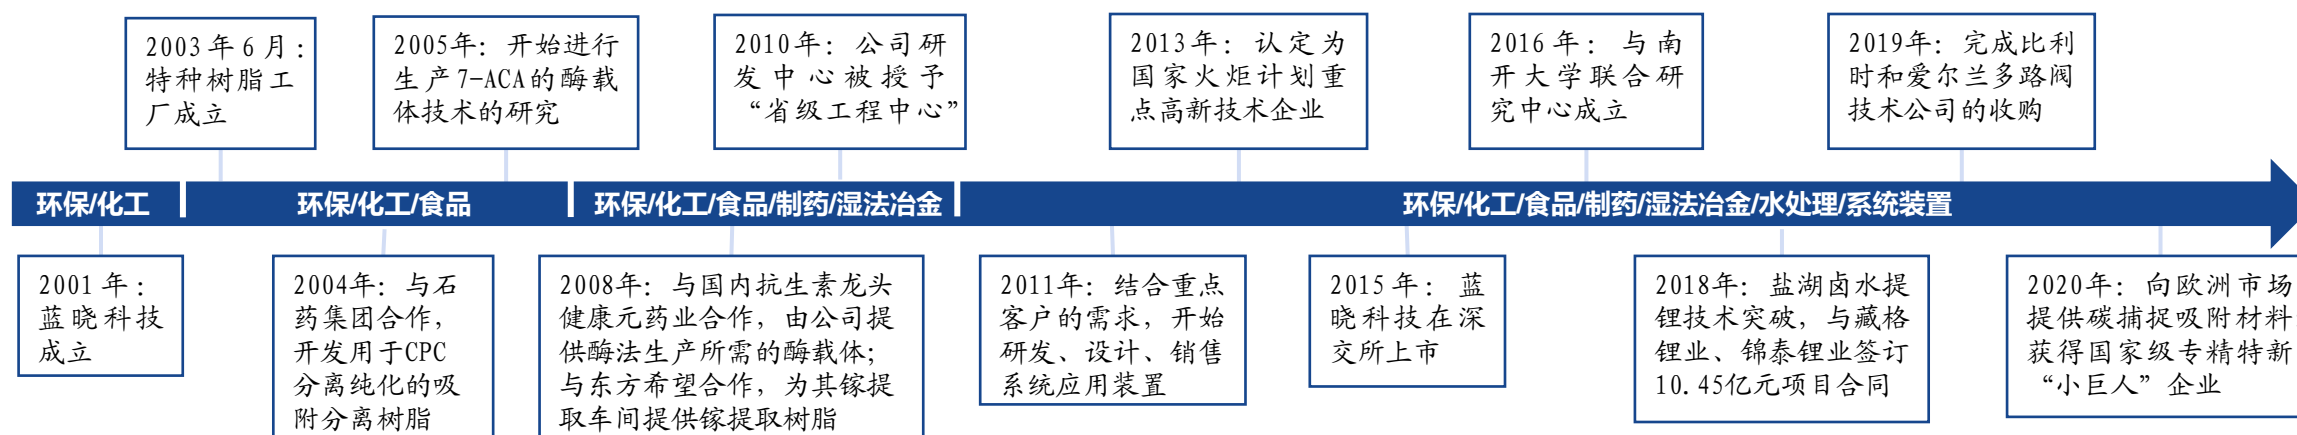 2003年6月：
特种树脂工
厂成立
2005年：开始进行
生产7-ACA的酶载
体技术的研究
2010年：公司研
发中心被授予
“省级工程中心”
2013年：认定为
国家火炬计划重
点高新技术企业
2016年：与南
开大学联合研
究中心成立
2019年：完成比利
时和爱尔兰多路阀
技术公司的收购
环保/化工
环保/化工/食品
环保/化工/食品/制药/湿法冶金
环保/化工/食品/制药/湿法冶金/水处理/系统装置
2001年：
蓝晓科技
成立
2004年：与石
药集团合作，
开发用于CPC
分离纯化的吸
附分离树脂
2008年：与国内抗生素龙头
健康元药业合作，由公司提
供酶法生产所需的酶载体；
与东方希望合作，为其镓提
取车间提供镓提取树脂
2011年：结合重点
客户的需求，开始
研发、设计、销售
系统应用装置
2015年：蓝
晓科技在深
交所上市
2018年：盐湖卤水提
锂技术突破，与藏格
锂业、锦泰锂业签订
10.45亿元项目合同
2020年：向欧洲市场
提供碳捕捉吸附材料
获得国家级专精特新
“小巨人”企业